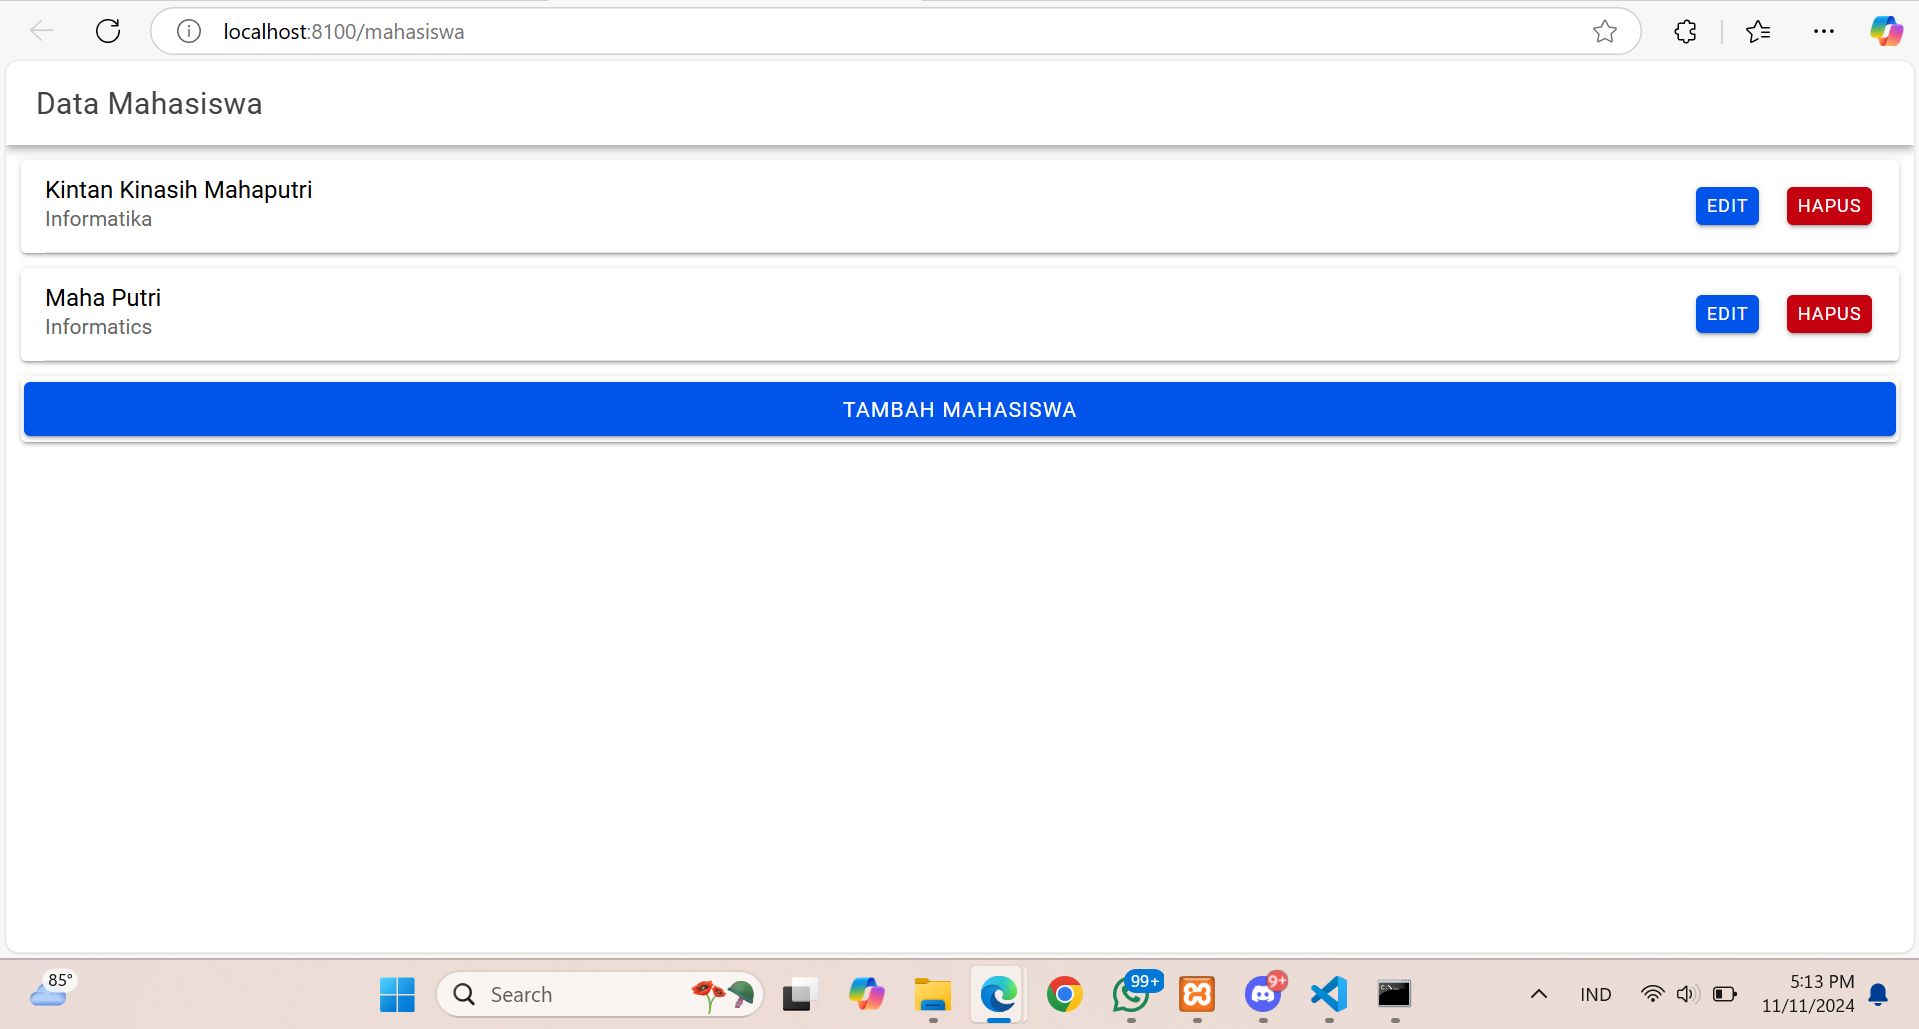 localhost:8100/mahasiswa
Data Mahasiswa
Kintan Kinasih Mahaputri
Informatika
EDIT
HAPUS
Maha Putri
Informatics
EDIT
HAPUS
TAMBAH MAHASISWA
85°
Search
99+
9+
IND
5:13 PM
11/11/2024